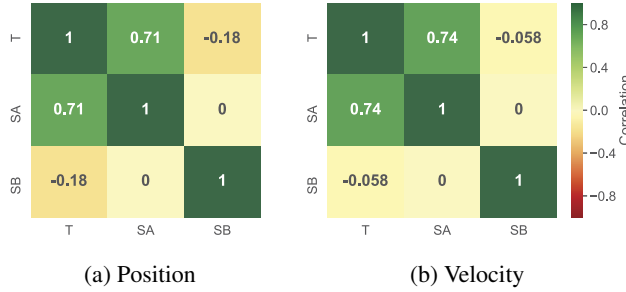 T 1 0.71 -0.18
SA 0.71 1 0
SB -0.18 0 1
T SA SB
(a) Position
T 1 0.74 -0.058
SA 0.74 1 0
SB -0.058 0 1
T SA SB
(b) Velocity
0.8
0.4
0.0
−0.4
−0.8
Correlation